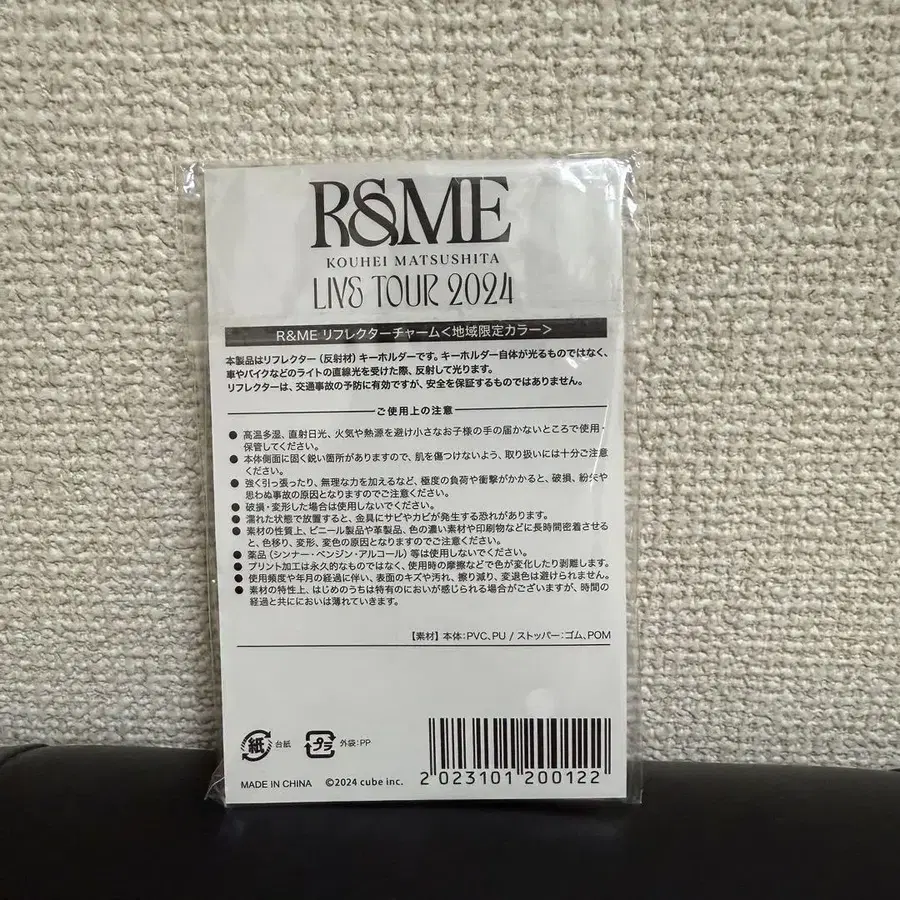 R&ME
KOUHEI MATSUSHITA
LIVE TOUR 2024
R&ME リフレクターチャーム<地域限定カラー>
本製品はリフレクター（反射材）キーホルダーです。キーホルダー自体が光るものではなく、
車やバイクなどのライトの直線光を受けた際、反射して光ります。
リフレクターは、交通事故の予防に有効ですが、安全を保証するものではありません。
ご使用上の注意
● 高温多湿、直射日光、火気や熱源を避け小さなお子様の手の届かないところで使用・
保管してください。
● 本体側面に固く鋭い箇所がありますので、肌を傷つけないよう、取り扱いには十分ご注意
ください。
● 強く引っ張ったり、無理な力を加えるなど、極度の負荷や衝撃がかかると、破損、紛失や
思わぬ事故の原因となりますのでご注意ください。
● 破損・変形した場合は使用しないでください。
● 濡れた状態で放置すると、金具にサビやカビが発生する恐れがあります。
● 素材の性質上、ビニール製品や革製品、色の濃い素材や印刷物などに長時間密着させる
と、色移り、変形、変色の原因となりますのでご注意ください。
● 薬品（シンナー・ベンジン・アルコール）等は使用しないでください。
● プリント加工は永久的なものではなく、使用時の摩擦などで色が変化したり剥離します。
● 使用頻度や年月の経過に伴い、表面のキズや汚れ、擦り減り、変退色は避けられません。
● 素材の特性上、はじめのうちは特有のにおいが感じられる場合がございますが、時間の
経過と共ににおいは薄れていきます。
【素材】本体:PVC、PU / ストッパー:ゴム、POM
紙 台紙 プラ 外袋:PP
MADE IN CHINA ©2024 cube inc.
2 023101 200122